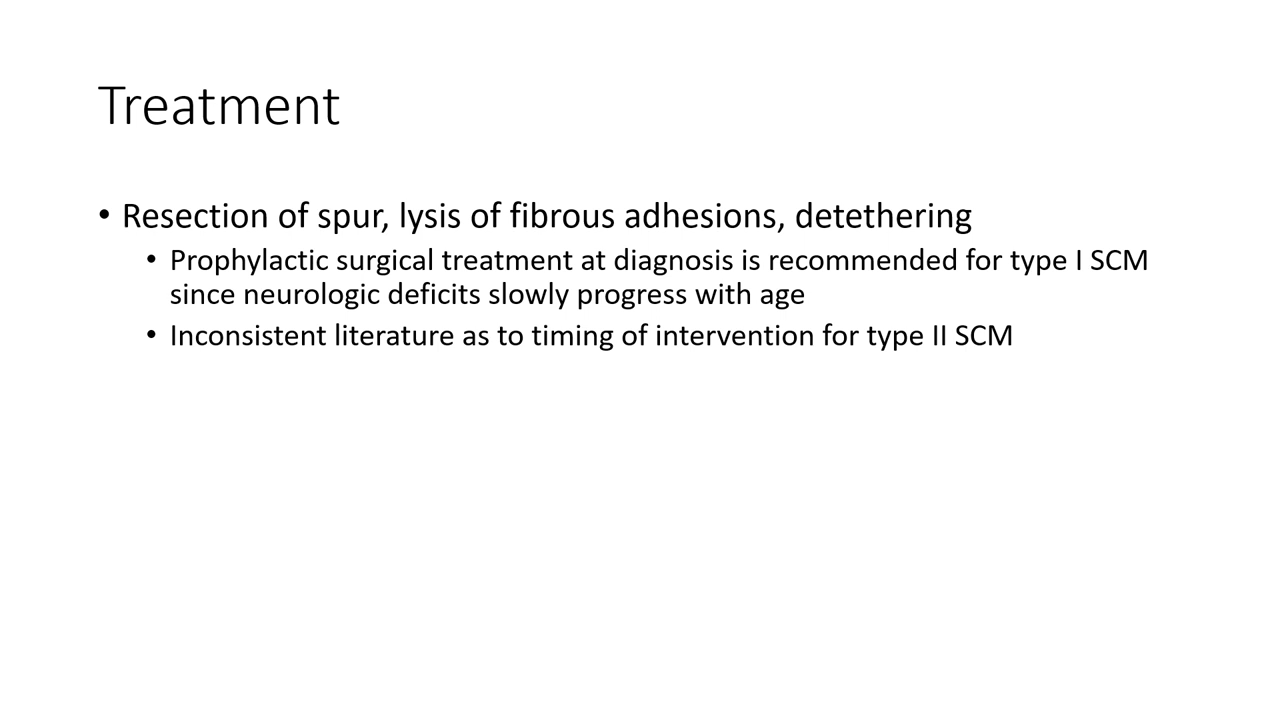 Treatment
• Resection of spur, lysis of fibrous adhesions, detethering
• Prophylactic surgical treatment at diagnosis is recommended for type I SCM
since neurologic deficits slowly progress with age
• Inconsistent literature as to timing of intervention for type II SCM